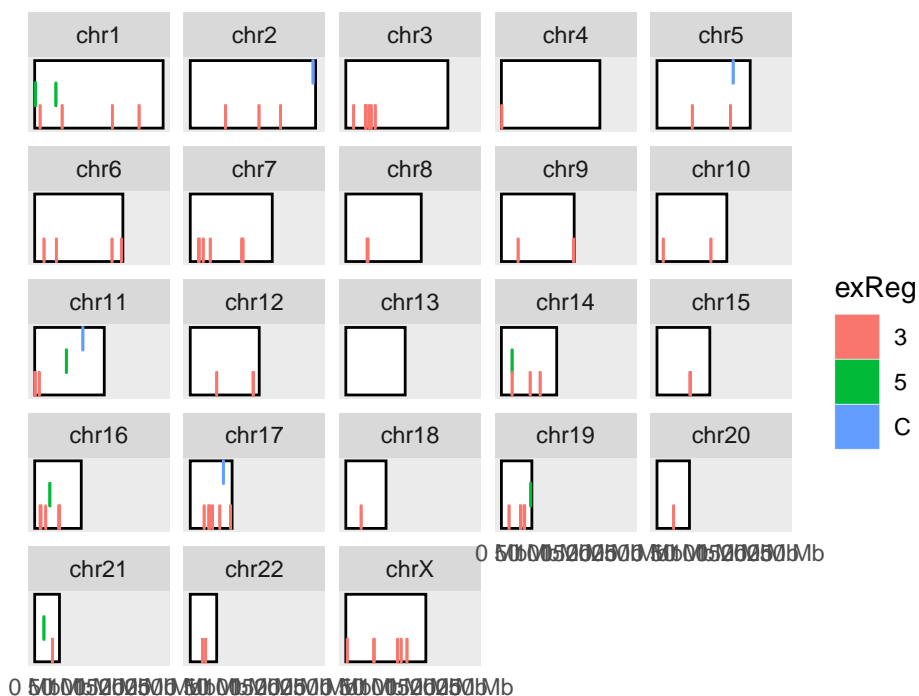 chr1 chr2 chr3 chr4 chr5
chr6 chr7 chr8 chr9 chr10
exReg
3
5
C
chr11 chr12 chr13 chr14 chr15
chr16 chr17 chr18 chr19 chr20
chr21 chr22 chrX